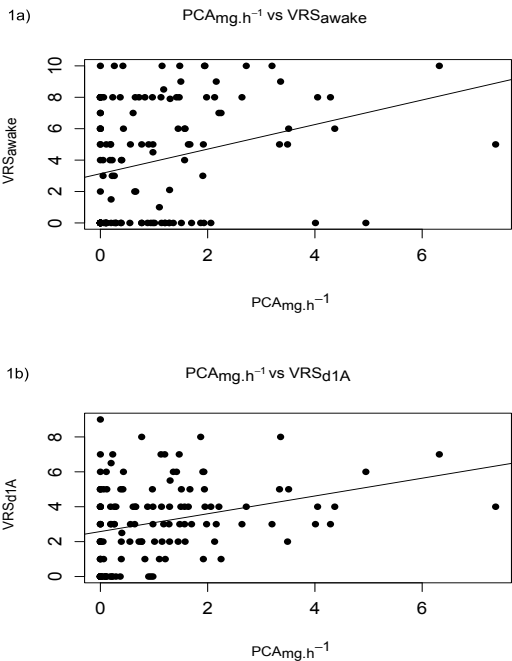 1a) PCAmg.h−1 vs VRSawake
10
8
6
4
2
0
VRSawake
0 2 4 6
PCAmg.h−1
1b) PCAmg.h−1 vs VRSd1A
8
6
4
2
0
VRSd1A
0 2 4 6
PCAmg.h−1